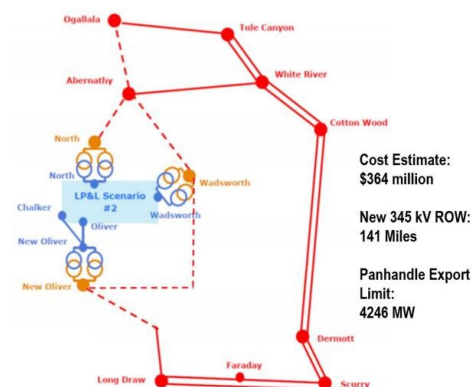 Ogallala
Tule Canyon
White River
Abernathy
Cotton Wood
North
North
Wadsworth
LP&L Scenario
#2
Wadsworth
Chalker
Oliver
New Oliver
New Oliver
Cost Estimate:
$364 million
New 345 kV ROW:
141 Miles
Panhandle Export
Limit:
4246 MW
Dermott
Faraday
Long Draw
Scurry